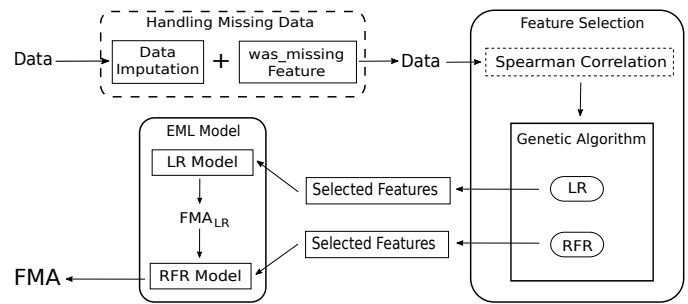 Handling Missing Data
Data
Data
Imputation
+
was_missing
Feature
Data
Feature Selection
Spearman Correlation
Genetic Algorithm
LR
RFR
Selected Features
Selected Features
EML Model
LR Model
FMA_LR
RFR Model
FMA